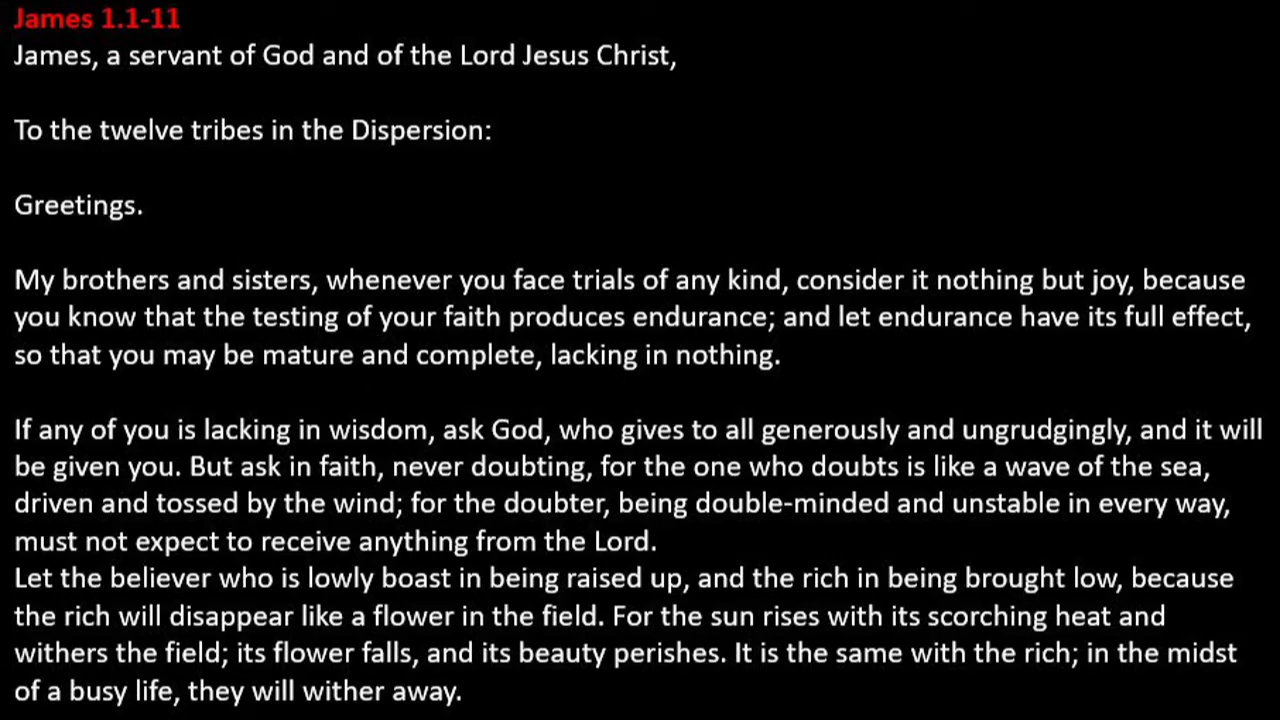 James 1.1-11
James, a servant of God and of the Lord Jesus Christ,
To the twelve tribes in the Dispersion:
Greetings.
My brothers and sisters, whenever you face trials of any kind, consider it nothing but joy, because
you know that the testing of your faith produces endurance; and let endurance have its full effect,
so that you may be mature and complete, lacking in nothing.
If any of you is lacking in wisdom, ask God, who gives to all generously and ungrudgingly, and it will
be given you. But ask in faith, never doubting, for the one who doubts is like a wave of the sea,
driven and tossed by the wind; for the doubter, being double-minded and unstable in every way,
must not expect to receive anything from the Lord.
Let the believer who is lowly boast in being raised up, and the rich in being brought low, because
the rich will disappear like a flower in the field. For the sun rises with its scorching heat and
withers the field; its flower falls, and its beauty perishes. It is the same with the rich; in the midst
of a busy life, they will wither away.